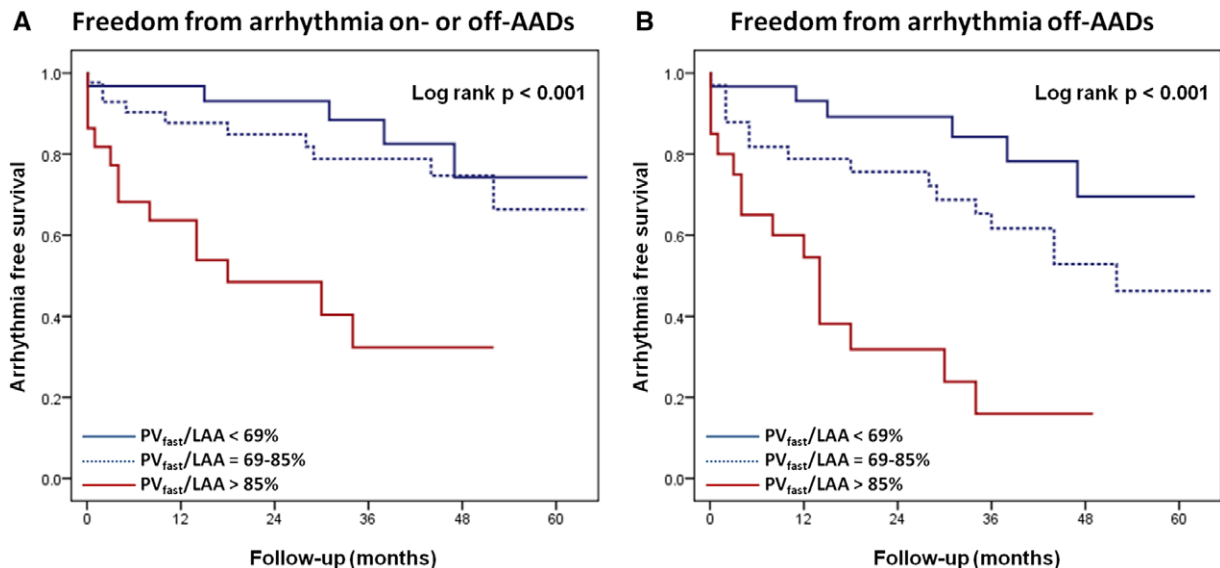 A Freedom from arrhythmia on- or off-AADs
Log rank p < 0.001
Arrhythmia free survival
1.0
0.8
0.6
0.4
0.2
0.0
PVfast/LAA < 69%
PVfast/LAA = 69-85%
PVfast/LAA > 85%
0 12 24 36 48 60
Follow-up (months)
B Freedom from arrhythmia off-AADs
Log rank p < 0.001
Arrhythmia free survival
1.0
0.8
0.6
0.4
0.2
0.0
PVfast/LAA < 69%
PVfast/LAA = 69-85%
PVfast/LAA > 85%
0 12 24 36 48 60
Follow-up (months)